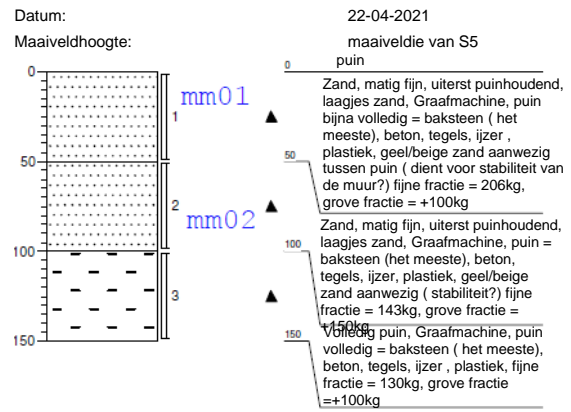 Datum: 22-04-2021
Maaiveldhoogte: maaiveldie van S5
puin
0
50
100
150
1
2
3
mm01
mm02
0
Zand, matig fijn, uiterst puinhoudend,
laagjes zand, Graafmachine, puin
bijna volledig = baksteen ( het
meeste), beton, tegels, ijzer ,
plastiek, geel/beige zand aanwezig
tussen puin ( dient voor stabiliteit van
de muur?) fijne fractie = 206kg,
grove fractie = +100kg
50
Zand, matig fijn, uiterst puinhoudend,
laagjes zand, Graafmachine, puin =
baksteen (het meeste), beton,
tegels, ijzer, plastiek, geel/beige
zand aanwezig ( stabiliteit?) fijne
fractie = 143kg, grove fractie =
+150kg
100
Volledig puin, Graafmachine, puin
volledig = baksteen ( het meeste),
beton, tegels, ijzer , plastiek, fijne
fractie = 130kg, grove fractie
=+100kg
150